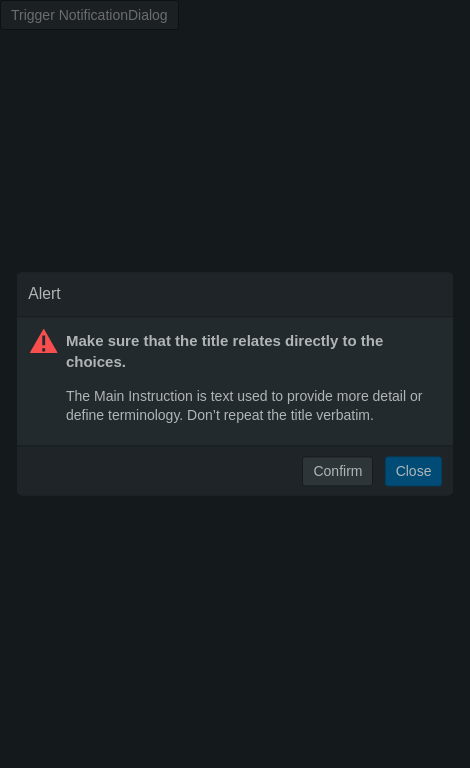 Trigger NotificationDialog
Alert
Make sure that the title relates directly to the
choices.
The Main Instruction is text used to provide more detail or
define terminology. Don’t repeat the title verbatim.
Confirm
Close